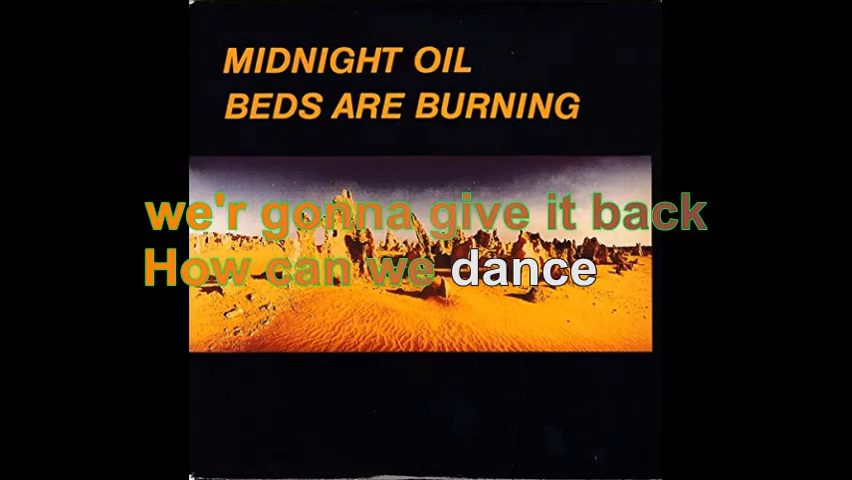 MIDNIGHT OIL
BEDS ARE BURNING
we'r gonna give it back
How can we dance